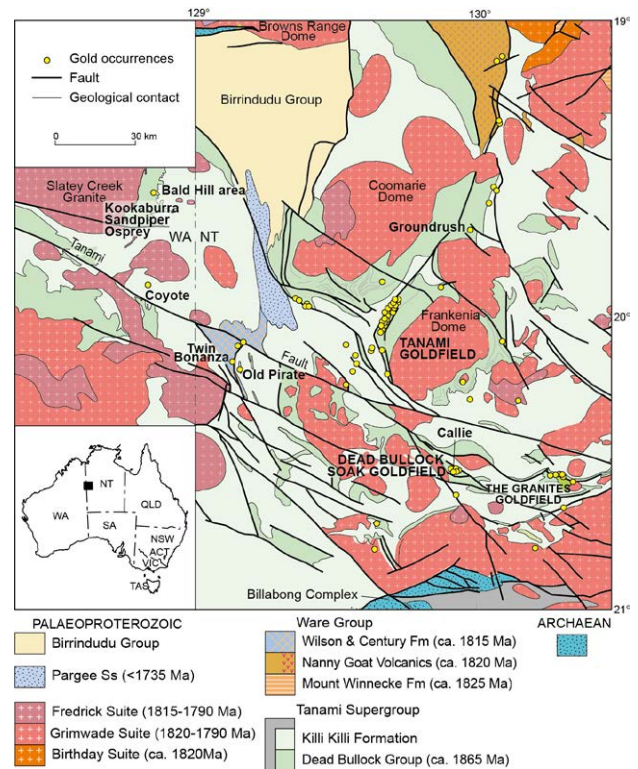 129°
130°
19°
Browns Range
Dome
Gold occurrences
Fault
Geological contact
0
30 km
Birrindudu Group
Slatey Creek
Granite
Bald Hill area
Kookaburra
Sandpiper
Osprey
WA NT
Coomarie
Dome
Groundrush
Tanami
Coyote
Frankenia
Dome
20°
TANAMI
GOLDFIELD
Twin
Bonanza
Fault
Old Pirate
Callie
DEAD BULLOCK
SOAK GOLDFIELD
THE GRANITES
GOLDFIELD
NT
WA
QLD
SA
NSW
ACT
VIC
TAS
Billabong Complex
21°
PALAEOPROTEROZOIC
Birrindudu Group
Pargee Ss (<1735 Ma)
Fredrick Suite (1815-1790 Ma)
Grimwade Suite (1820-1790 Ma)
Birthday Suite (ca. 1820Ma)
Ware Group
Wilson & Century Fm (ca. 1815 Ma)
Nanny Goat Volcanics (ca. 1820 Ma)
Mount Winnecke Fm (ca. 1825 Ma)
Tanami Supergroup
Killi Killi Formation
Dead Bullock Group (ca. 1865 Ma)
ARCHAEAN
Billabong Complex